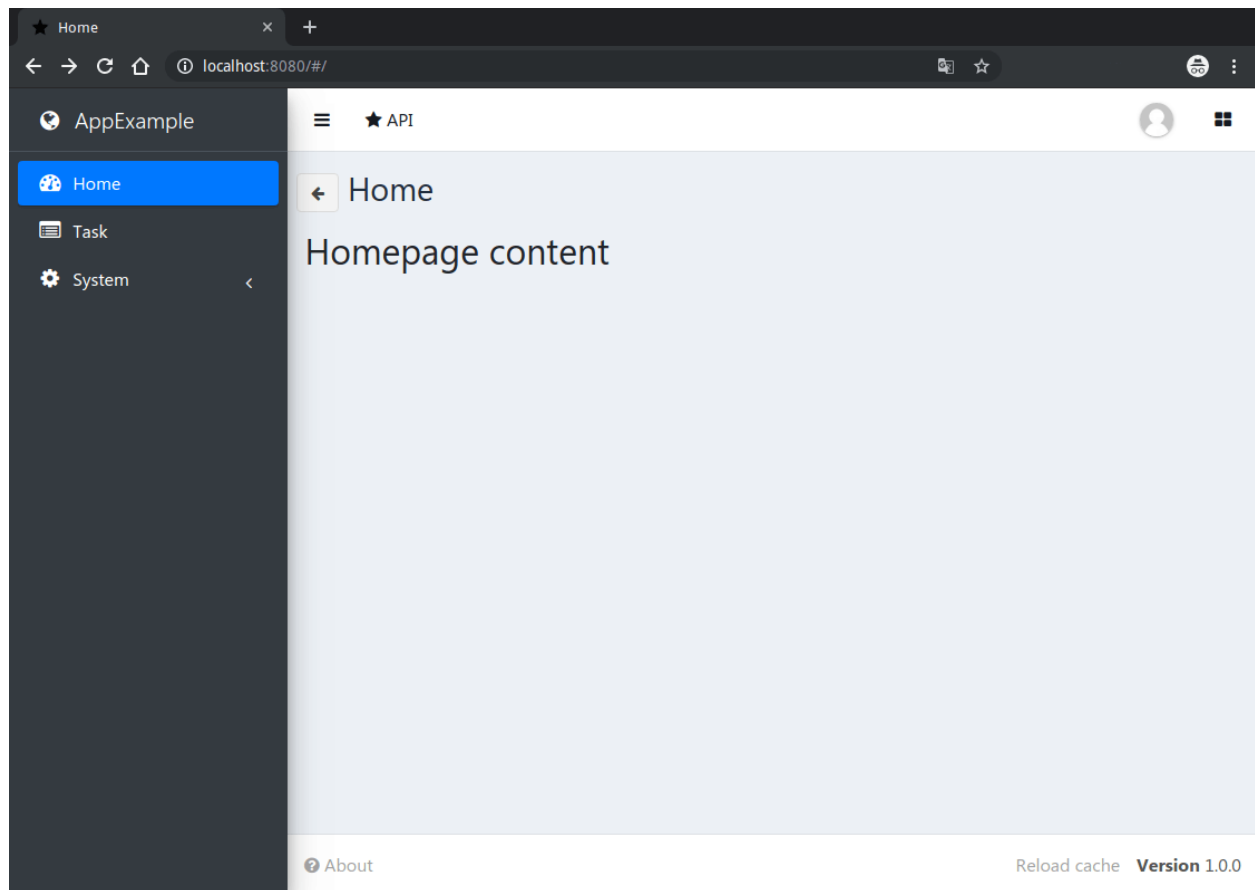 Home
localhost:8080/#/
AppExample
API
Home
Home
Task
Homepage content
System
About
Reload cache Version 1.0.0